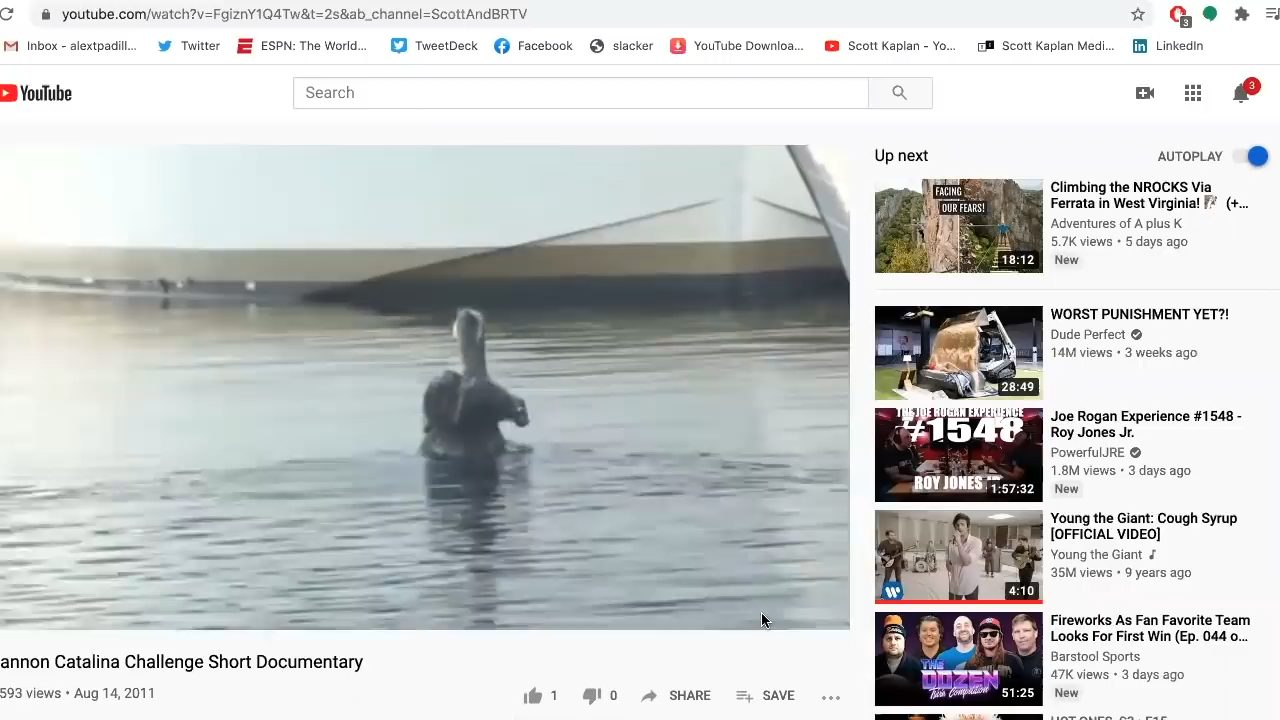 youtube.com/watch?v=FgiznY1Q4Tw&t=2s&ab_channel=ScottAndBRTV
3
Inbox - alextpadill...
Twitter
ESPN: The World...
TweetDeck
Facebook
slacker
YouTube Downloa...
Scott Kaplan - Yo...
Scott Kaplan Medi...
LinkedIn
YouTube
Search
3
Up next
AUTOPLAY
FACING
OUR FEARS!
18:12
Climbing the NROCKS Via
Ferrata in West Virginia! (+...
Adventures of A plus K
5.7K views • 5 days ago
New
28:49
WORST PUNISHMENT YET?!
Dude Perfect
14M views • 3 weeks ago
THE JOE ROGAN EXPERIENCE
#1548
ROY JONES
1:57:32
Joe Rogan Experience #1548 -
Roy Jones Jr.
PowerfulJRE
1.8M views • 3 days ago
New
4:10
Young the Giant: Cough Syrup
[OFFICIAL VIDEO]
Young the Giant
35M views • 9 years ago
THE
DOZEN
51:25
Fireworks As Fan Favorite Team
Looks For First Win (Ep. 044 o...
Barstool Sports
47K views • 3 days ago
New
annon Catalina Challenge Short Documentary
593 views • Aug 14, 2011
1
0
SHARE
SAVE